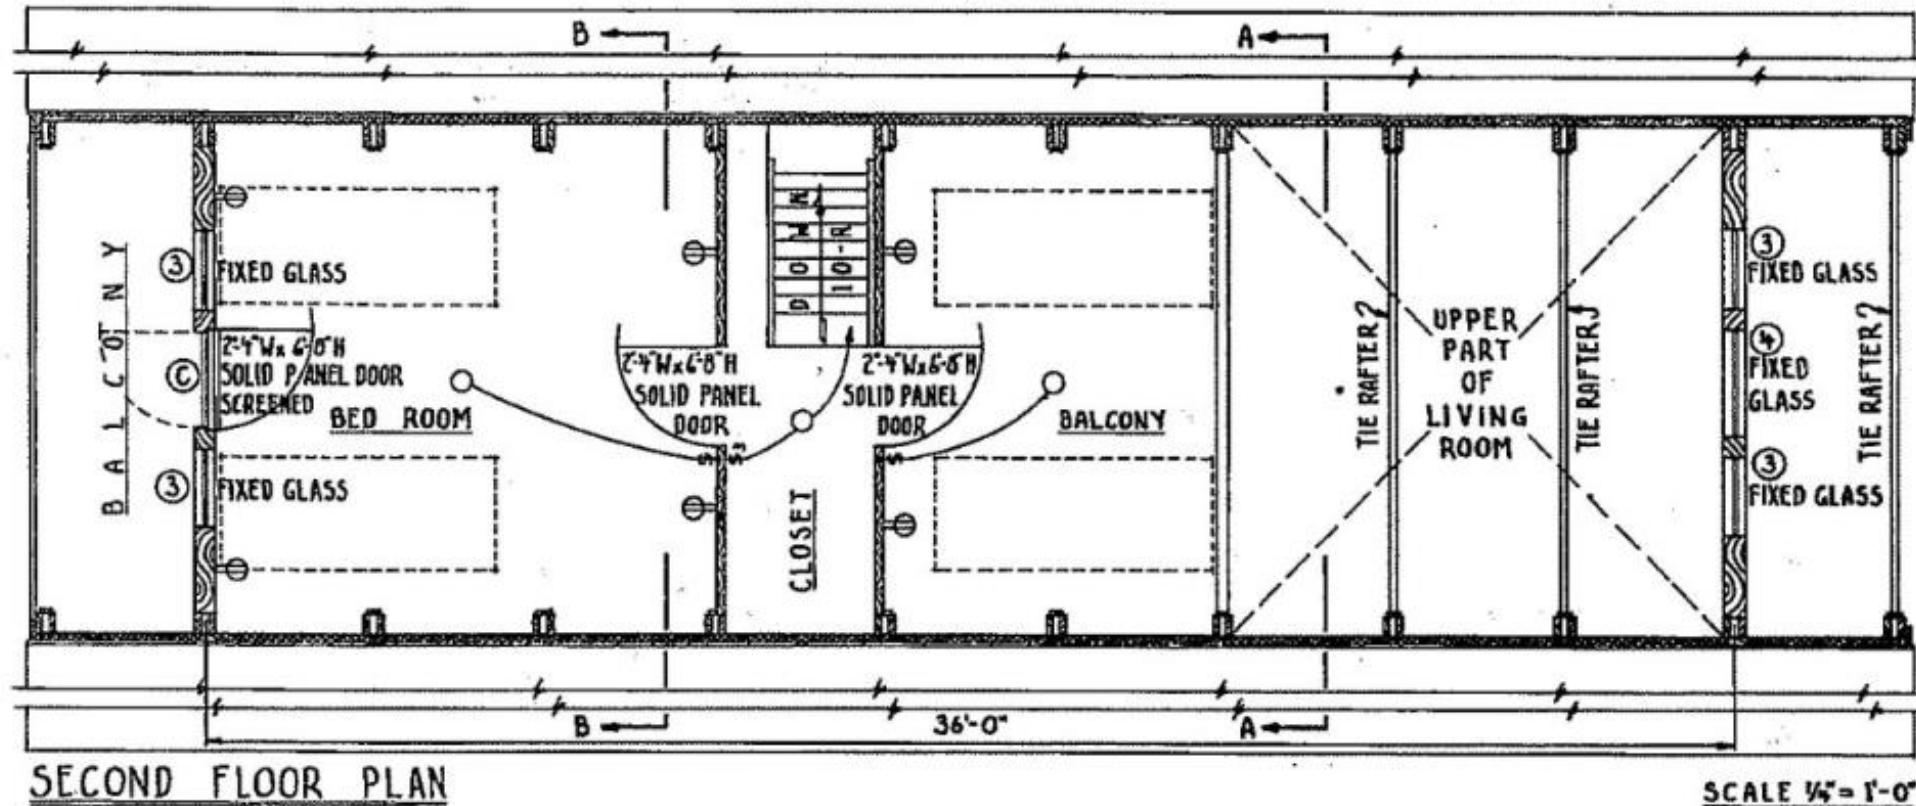 B
A
BALCONY
3
FIXED GLASS
2'-4"W x 6'-8"H
SOLID PANEL DOOR
SCREENED
C
BED ROOM
3
FIXED GLASS
DOWN
10-R
2'-4"W x 6'-8"H
SOLID PANEL
DOOR
S
S3
CLOSET
2'-4"W x 6'-8"H
SOLID PANEL
DOOR
S
BALCONY
TIE RAFTER
UPPER
PART
OF
LIVING
ROOM
TIE RAFTER
3
FIXED GLASS
4
FIXED
GLASS
3
FIXED GLASS
TIE RAFTER
B
36'-0"
A
SECOND FLOOR PLAN
SCALE 1/4" = 1'-0"